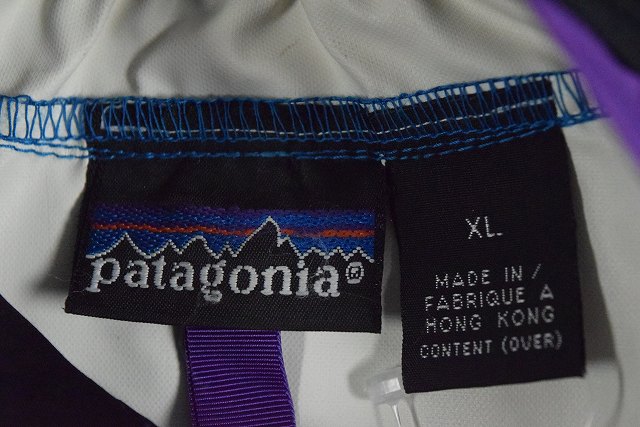 patagonia®
XL
MADE IN /
FABRIQUE A
HONG KONG
CONTENT (OVER)